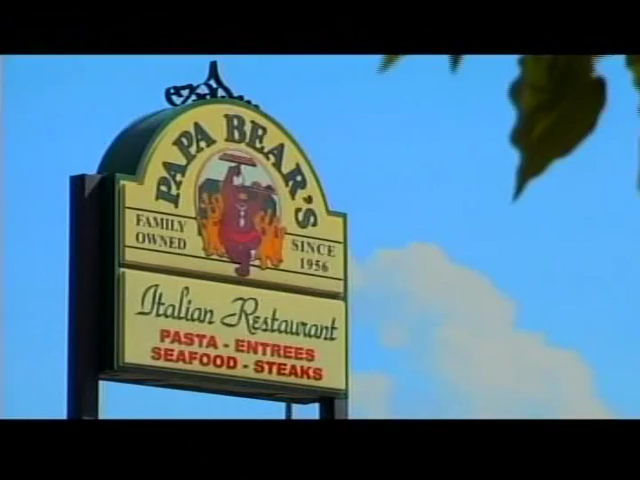 PAPA BEAR'S
FAMILY
OWNED
SINCE
1956
Italian Restaurant
PASTA - ENTREES
SEAFOOD - STEAKS